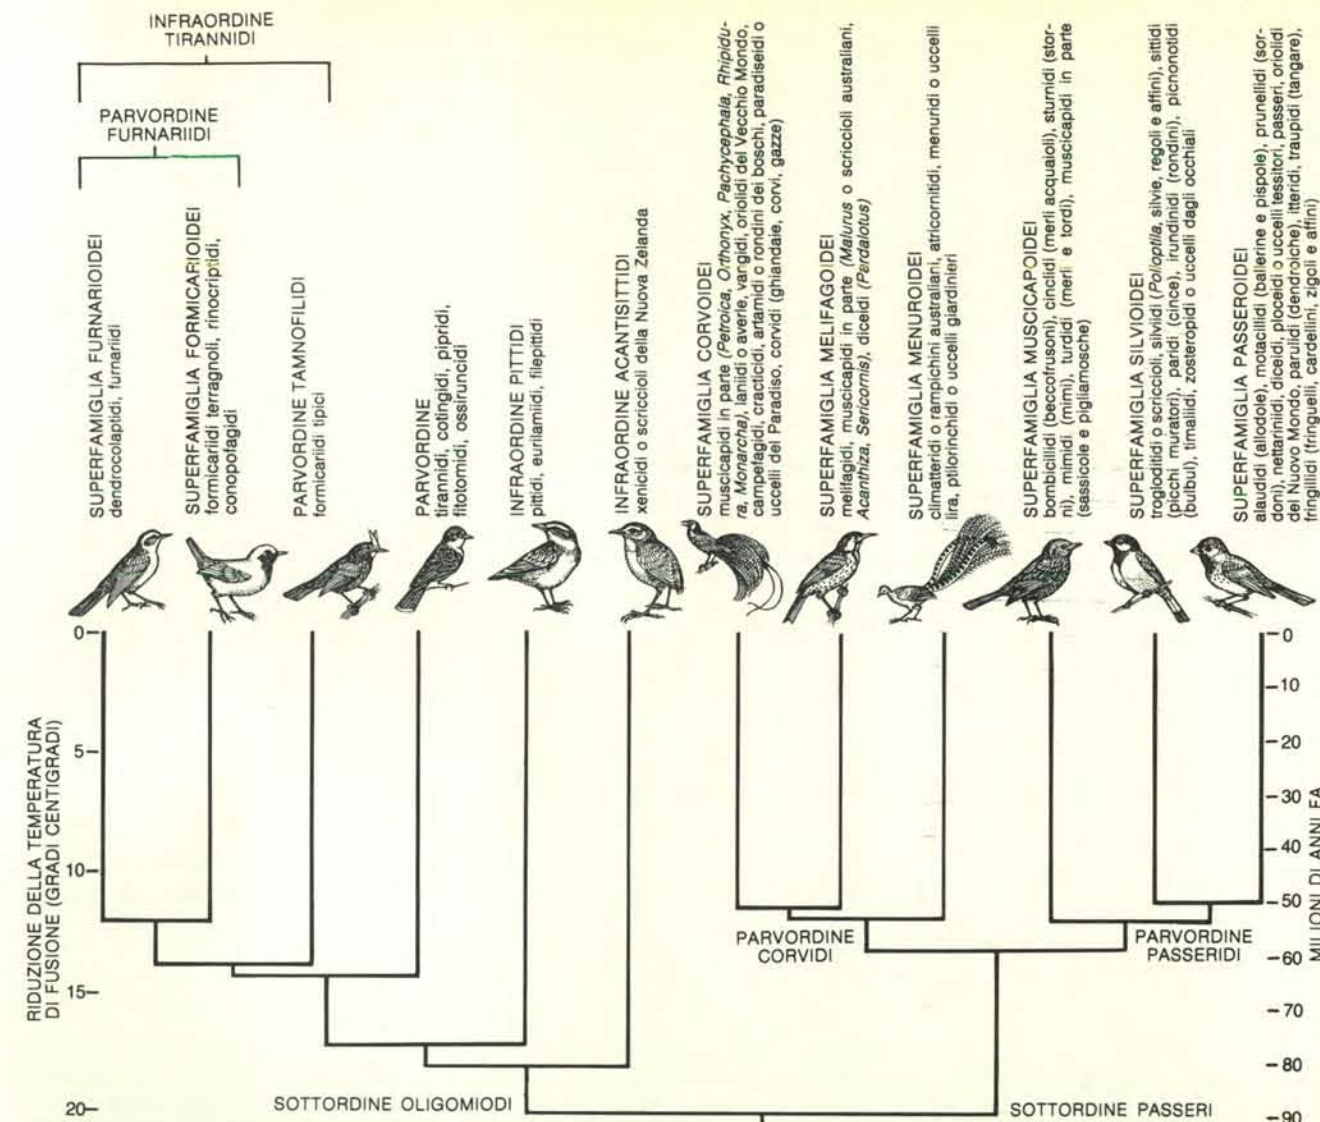 INFRAORDINE
TIRANNIDI
PARVORDINE
FURNARIIDI
SUPERFAMIGLIA FURNARIOIDEI
dendrocolaptidi, furnariidi
SUPERFAMIGLIA FORMICARIOIDEI
formicariidi terragnoli, rinocriptidi,
conopofagidi
PARVORDINE TAMNOFILIDI
formicariidi tipici
PARVORDINE
tirannidi, cotingidi, pipridi,
fitotomidi, ossiruncidi
INFRAORDINE PITTIDI
pittidi, eurilamiidi, filepittidi
INFRAORDINE ACANTISITTIDI
xenicidi o scriccioli della Nuova Zelanda
SUPERFAMIGLIA CORVOIDEI
muscicapidi in parte (Petroica, Orthonyx, Pachycephala, Rhipidu-
ra, Monarcha), laniidi o averle, vangidi, oriolidi del Vecchio Mondo,
campefagidi, cracticidi, artamidi o rondini dei boschi, paradiseidi o
uccelli del Paradiso, corvidi (ghiandaie, corvi, gazze)
SUPERFAMIGLIA MELIFAGOIDEI
melifagidi, muscicapidi in parte (Malurus o scriccioli australiani,
Acanthiza, Sericornis), diceidi (Pardalotus)
SUPERFAMIGLIA MENUROIDEI
climatteridi o rampichini australiani, atricornitidi, menuridi o uccelli
lira, ptilorinchidi o uccelli giardinieri
SUPERFAMIGLIA MUSCICAPOIDEI
bombicillidi (beccofrusoni), cinclidi (merli acquaioli), sturnidi (stor-
ni), mimidi (mimi), turdidi (merli e tordi), muscicapidi in parte
(sassicole e pigliamosche)
SUPERFAMIGLIA SILVIOIDEI
trogloditidi o scriccioli, silviidi (Polioptila, silvie, regoli e affini), sittidi
(picchi muratori), paridi (cince), irundinidi (rondini), picnonotidi
(bulbu), timaliidi, zosteropidi o uccelli dagli occhiali
SUPERFAMIGLIA PASSEROIDEI
alaudidi (allodole), motacillidi (ballerine e pispole), prunellidi (sor-
doni), nettariniidi, diceidi, ploceidi o uccelli tessitori, passeri, oriolidi
del Nuovo Mondo, parulidi (dendroiche), itteridi, traupidi (tangare),
fringillidi (fringuelli, cardellini, zigoli e affini)
RIDUZIONE DELLA TEMPERATURA
DI FUSIONE (GRADI CENTIGRADI)
0
5
10
15
20
0
10
20
30
40
50
60
70
80
90
MILIONI DI ANNI FA
PARVORDINE
CORVIDI
PARVORDINE
PASSERIDI
SOTTORDINE OLIGOMIODI
SOTTORDINE PASSERI